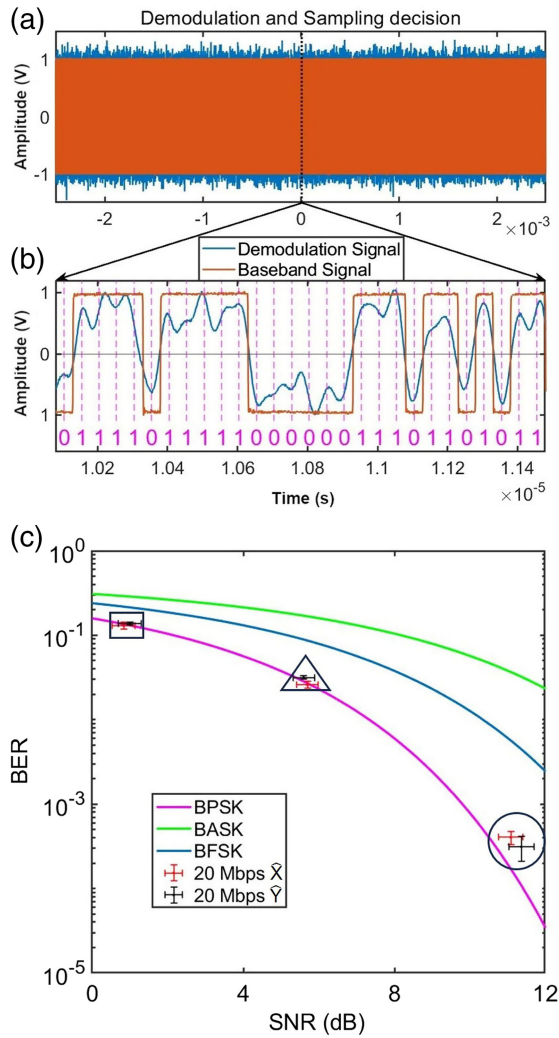 (a) Demodulation and Sampling decision
Amplitude (V)
1
0
-1
-2 -1 0 1 2 ×10⁻³
(b)
Demodulation Signal
Baseband Signal
Amplitude (V)
1
0
1
0 1 1 1 1 0 1 1 1 1 1 0 0 0 0 0 0 1 1 1 0 1 1 0 1 0 1 1
1.02 1.04 1.06 1.08 1.1 1.12 1.14
Time (s) ×10⁻⁵
(c)
BER
10⁰
10⁻¹
10⁻³
10⁻⁵
BPSK
BASK
BFSK
20 Mbps X̂
20 Mbps Ŷ
0 4 8 12
SNR (dB)